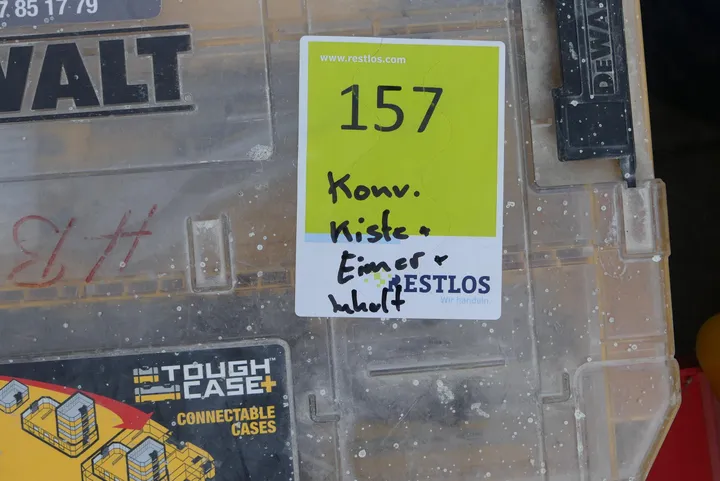 7 85 17 79
WALT
DEWALT
www.restlos.com
157
Konv.
Kiste +
Eimer +
Inhalt
RESTLOS
Wir handeln
TOUGH
CASE+
CONNECTABLE
CASES